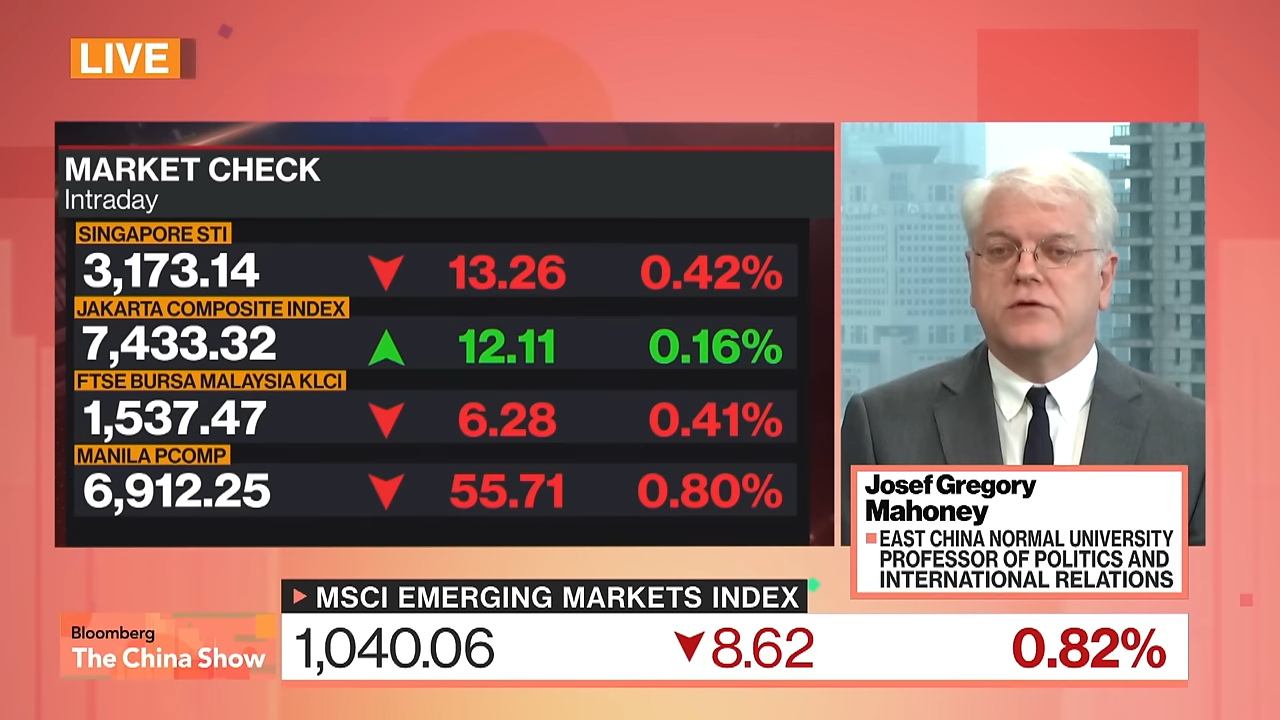 LIVE
MARKET CHECK
Intraday
SINGAPORE STI
3,173.14 13.26 0.42%
JAKARTA COMPOSITE INDEX
7,433.32 12.11 0.16%
FTSE BURSA MALAYSIA KLCI
1,537.47 6.28 0.41%
MANILA PCOMP
6,912.25 55.71 0.80%
Josef Gregory
Mahoney
EAST CHINA NORMAL UNIVERSITY
PROFESSOR OF POLITICS AND
INTERNATIONAL RELATIONS
MSCI EMERGING MARKETS INDEX
1,040.06 8.62 0.82%
Bloomberg
The China Show